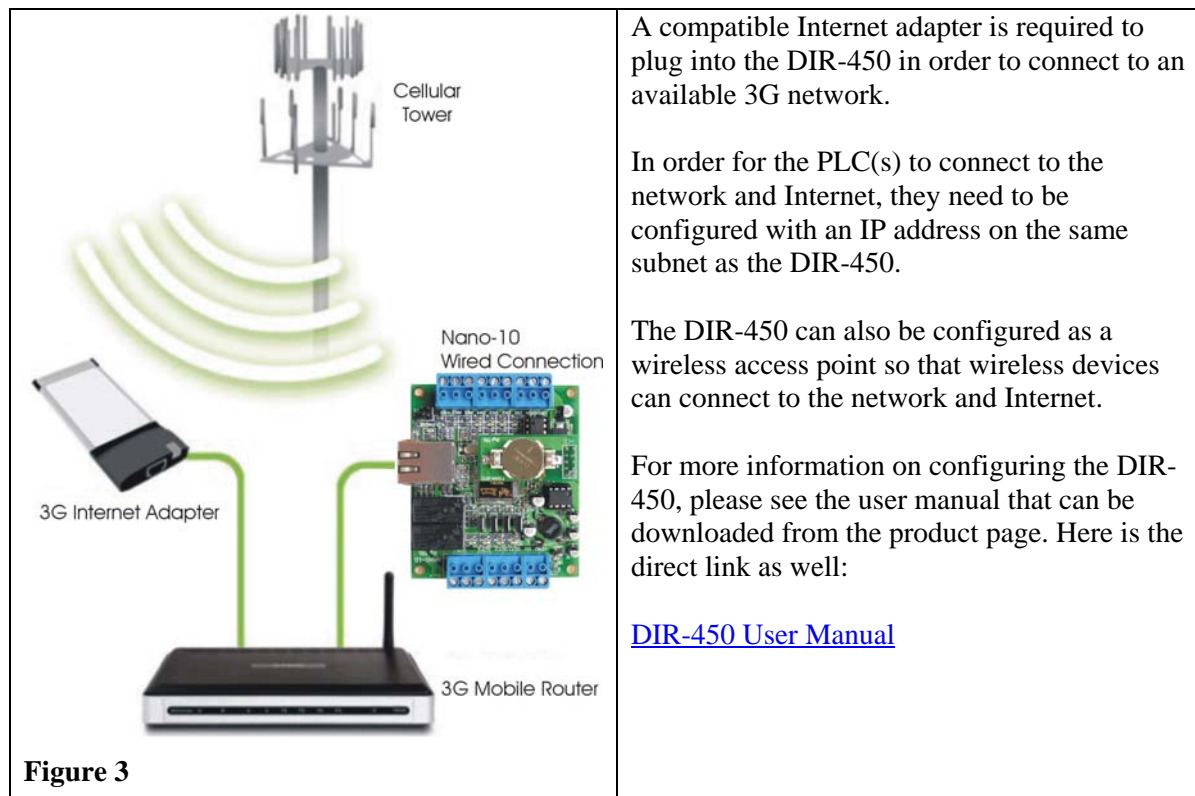 Cellular
Tower
Nano-10
Wired Connection
3G Internet Adapter
3G Mobile Router
Figure 3
A compatible Internet adapter is required to
plug into the DIR-450 in order to connect to an
available 3G network.
In order for the PLC(s) to connect to the
network and Internet, they need to be
configured with an IP address on the same
subnet as the DIR-450.
The DIR-450 can also be configured as a
wireless access point so that wireless devices
can connect to the network and Internet.
For more information on configuring the DIR-
450, please see the user manual that can be
downloaded from the product page. Here is the
direct link as well:
DIR-450 User Manual